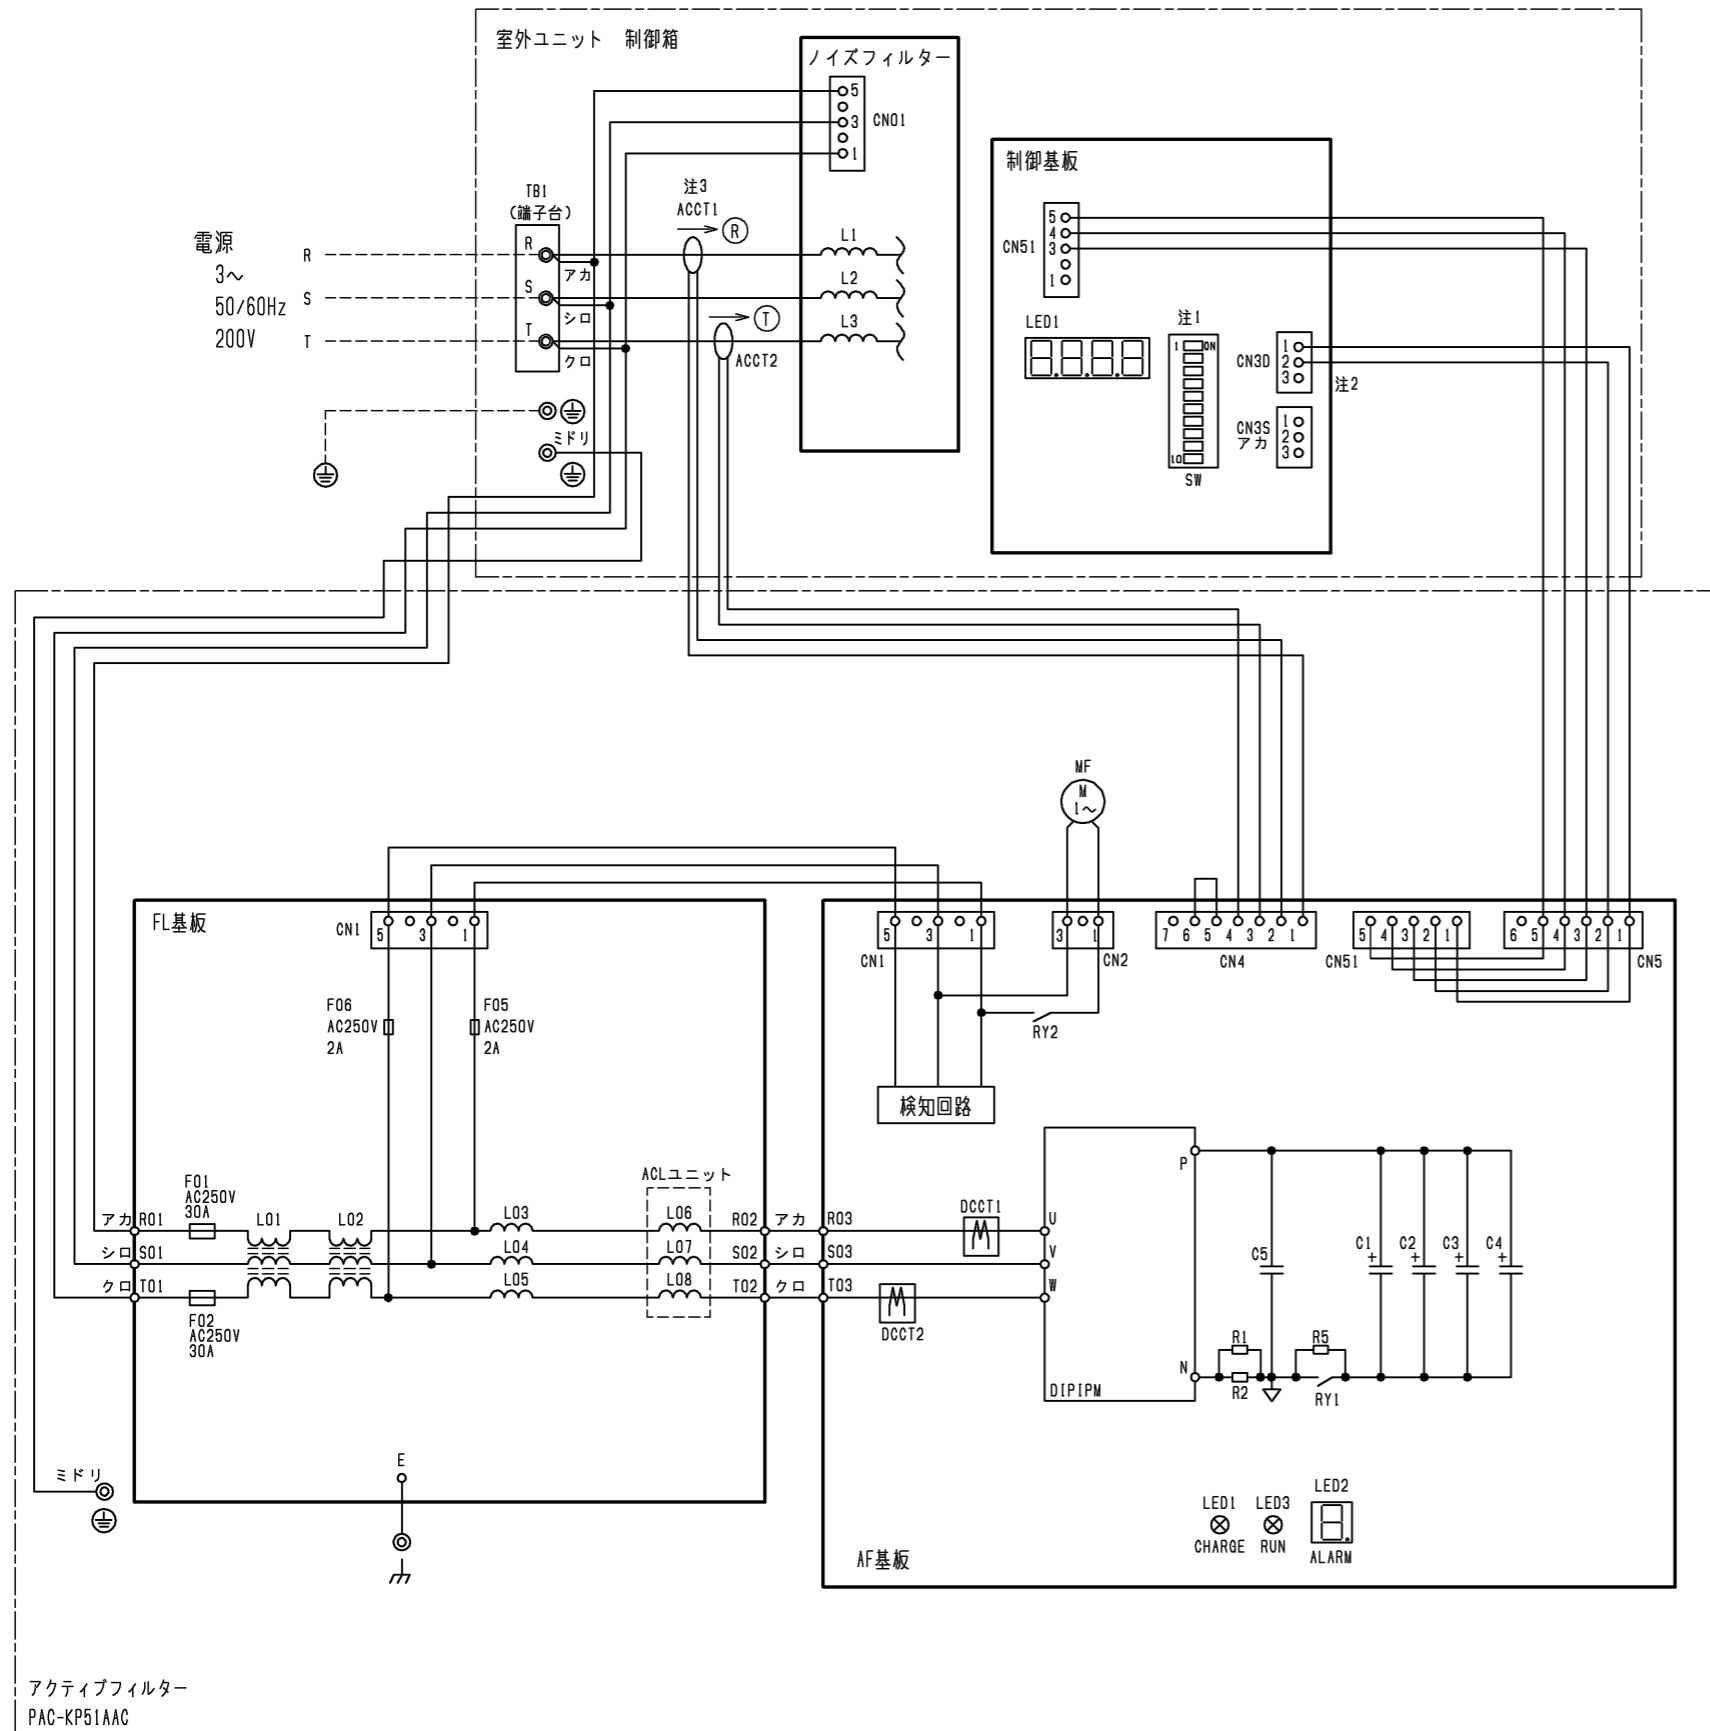 室外ユニット 制御箱
ノイズフィルター
5
3
1
CN01
制御基板
5
4
3
1
CN51
TB1
(端子台)
注3
ACCT1
R
電源
3～
50/60Hz
200V
R
S
T
R
S
T
アカ
シロ
クロ
L1
L2
L3
T
ACCT2
LED1
注1
1
ON
10
SW
CN3D
1
2
3
注2
CN3S
アカ
1
2
3
ミドリ
MF
M
1～
FL基板
CN1
5
3
1
5
3
1
CN1
3
1
CN2
7
6
5
4
3
2
1
CN4
5
4
3
2
1
CN51
6
5
4
3
2
1
CN5
F06
AC250V
2A
F05
AC250V
2A
RY2
検知回路
ACLユニット
F01
AC250V
30A
アカ
R01
L01
L02
L03
L06
R02
アカ
R03
DCCT1
U
シロ
S01
L04
L07
S02
シロ
S03
V
クロ
T01
L05
L08
T02
クロ
T03
W
F02
AC250V
30A
DCCT2
P
N
DIPIPM
C5
C1
+
C2
+
C3
+
C4
+
R1
R2
R5
RY1
ミドリ
E
LED1
CHARGE
LED3
RUN
LED2
ALARM
AF基板
アクティブフィルター
PAC-KP51AAC